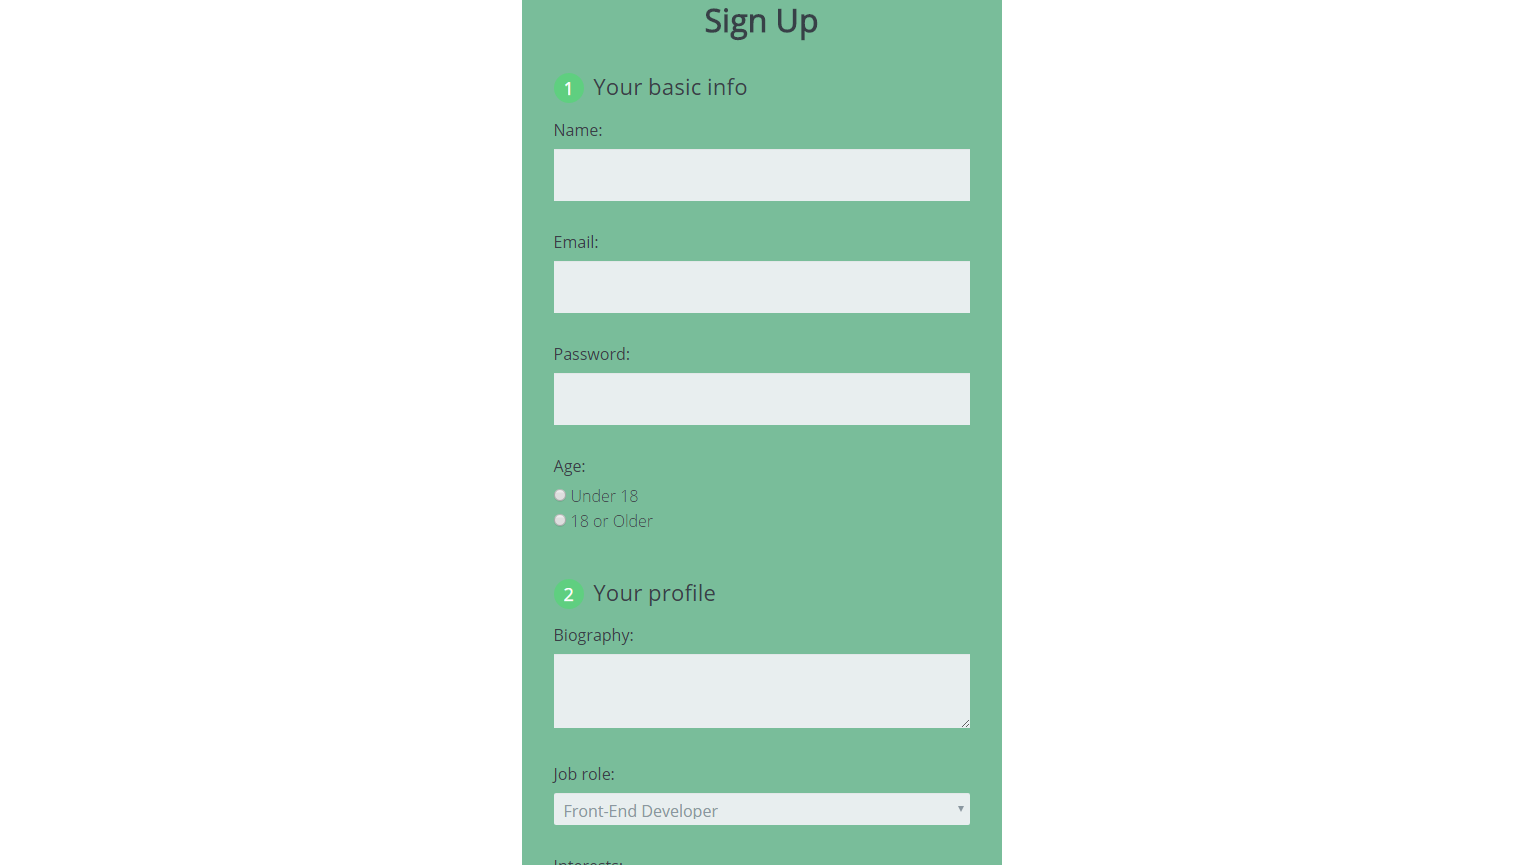 Sign Up
1 Your basic info
Name:
Email:
Password:
Age:
Under 18
18 or Older
2 Your profile
Biography:
Job role:
Front-End Developer
Interests: